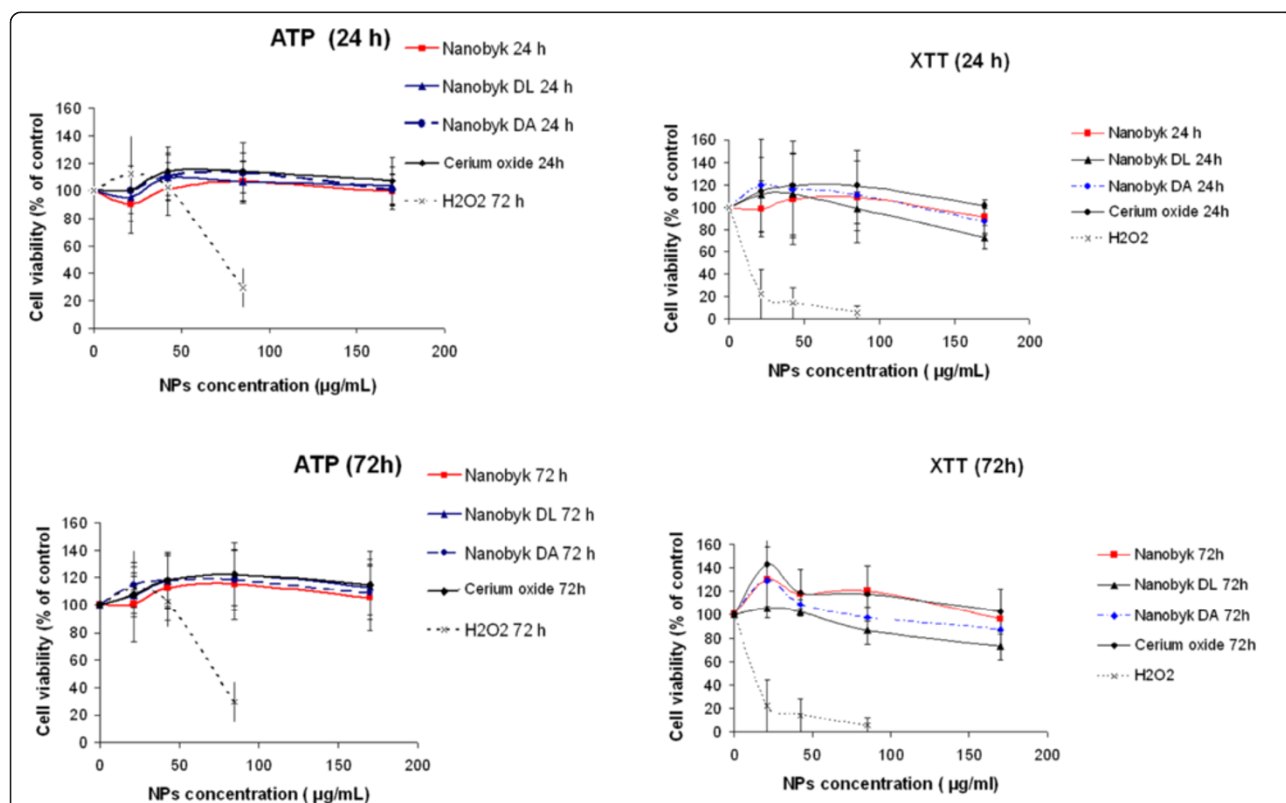 ATP (24 h)
Nanobyk 24 h
Nanobyk DL 24 h
Nanobyk DA 24 h
Cerium oxide 24h
H2O2 72 h
Cell viability (% of control)
160
140
120
100
80
60
40
20
0
0 50 100 150 200
NPs concentration (µg/mL)
XTT (24 h)
Nanobyk 24 h
Nanobyk DL 24h
Nanobyk DA 24h
Cerium oxide 24h
H2O2
Cell viability (% of control)
160
140
120
100
80
60
40
20
0
0 50 100 150 200
NPs concentration ( µg/mL)
ATP (72h)
Nanobyk 72 h
Nanobyk DL 72 h
Nanobyk DA 72 h
Cerium oxide 72h
H2O2 72 h
Cell viability (% of control
160
140
120
100
80
60
40
20
0
0 50 100 150 200
NPs concentration ( µg/mL)
XTT (72h)
Nanobyk 72h
Nanobyk DL 72h
Nanobyk DA 72h
Cerium oxide 72h
H2O2
Cell viability (% of control
160
140
120
100
80
60
40
20
0
0 50 100 150 200
NPs concentration ( µg/ml)